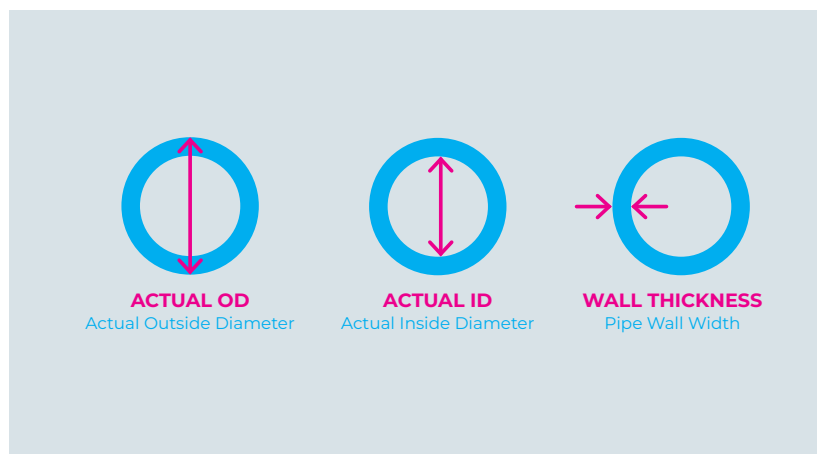 ACTUAL OD
Actual Outside Diameter
ACTUAL ID
Actual Inside Diameter
WALL THICKNESS
Pipe Wall Width